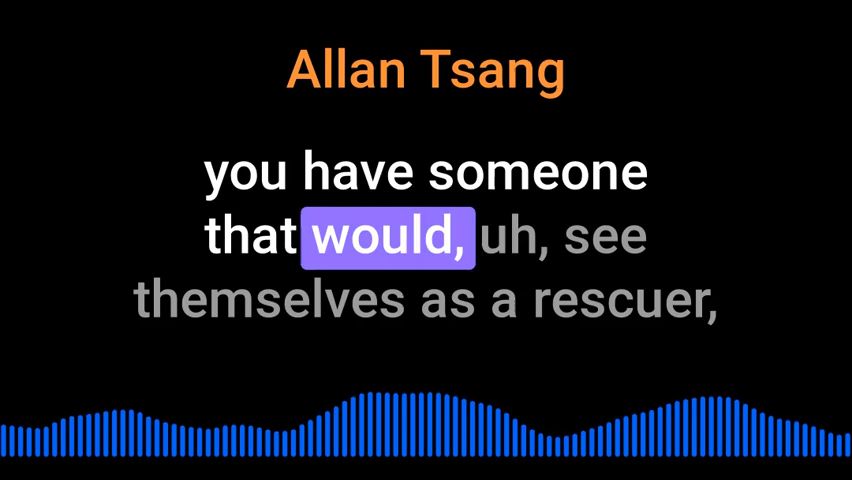 Allan Tsang
you have someone
that would, uh, see
themselves as a rescuer,